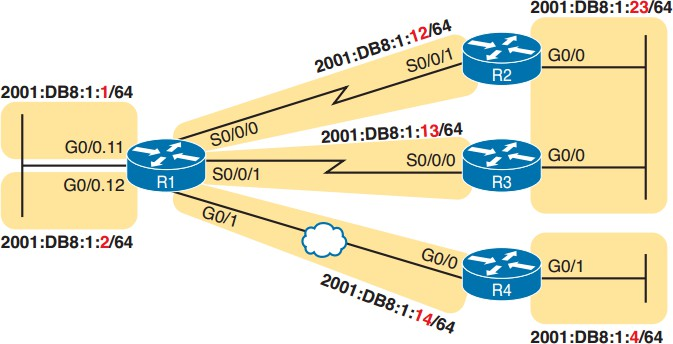 2001:DB8:1:23/64
2001:DB8:1:12/64
S0/0/1
R2
G0/0
2001:DB8:1:1/64
G0/0.11
S0/0/0
2001:DB8:1:13/64
R1
S0/0/1
S0/0/0
R3
G0/0
G0/0.12
G0/1
2001:DB8:1:2/64
G0/0
R4
G0/1
2001:DB8:1:14/64
2001:DB8:1:4/64